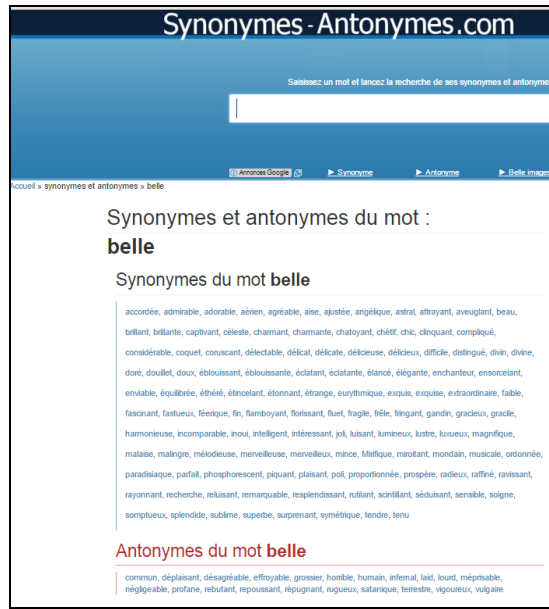 Synonymes - Antonymes.com
Saisissez un mot et lancez la recherche de ses synonymes et antonyme
Annonces Google ► Synonyme ► Antonyme ► Belle images
Accueil » synonymes et antonymes » belle
Synonymes et antonymes du mot :
belle
Synonymes du mot belle
accordée, admirable, adorable, aérien, agréable, aise, ajustée, angélique, astral, attrayant, aveuglant, beau,
brillant, brillante, captivant, céleste, charmant, charmante, chatoyant, chétif, chic, clinquant, compliqué,
considérable, coquet, coruscant, délectable, délicat, délicate, délicieuse, délicieux, difficile, distingué, divin, divine,
doré, douillet, doux, éblouissant, éblouissante, éclatant, éclatante, élancé, élégante, enchanteur, ensorcelant,
enviable, équilibrée, éthéré, étincelant, étonnant, étrange, eurythmique, exquis, exquise, extraordinaire, faible,
fascinant, fastueux, féerique, fin, flamboyant, florissant, fluet, fragile, frêle, fringant, gandin, gracieux, gracile,
harmonieuse, incomparable, inoui, intelligent, intéressant, joli, luisant, lumineux, lustre, luxueux, magnifique,
malaise, malingre, mélodieuse, merveilleuse, merveilleux, mince, Mirifique, miroitant, mondain, musicale, ordonnée,
paradisiaque, parfait, phosphorescent, piquant, plaisant, poli, proportionnée, prospère, radieux, raffiné, ravissant,
rayonnant, recherche, reluisant, remarquable, resplendissant, rutilant, scintillant, séduisant, sensible, soigne,
somptueux, splendide, sublime, superbe, surprenant, symétrique, tendre, tenu
Antonymes du mot belle
commun, déplaisant, désagréable, effroyable, grossier, horrible, humain, infernal, laid, lourd, méprisable,
négligeable, profane, rebutant, repoussant, répugnant, rugueux, satanique, terrestre, vigoureux, vulgaire